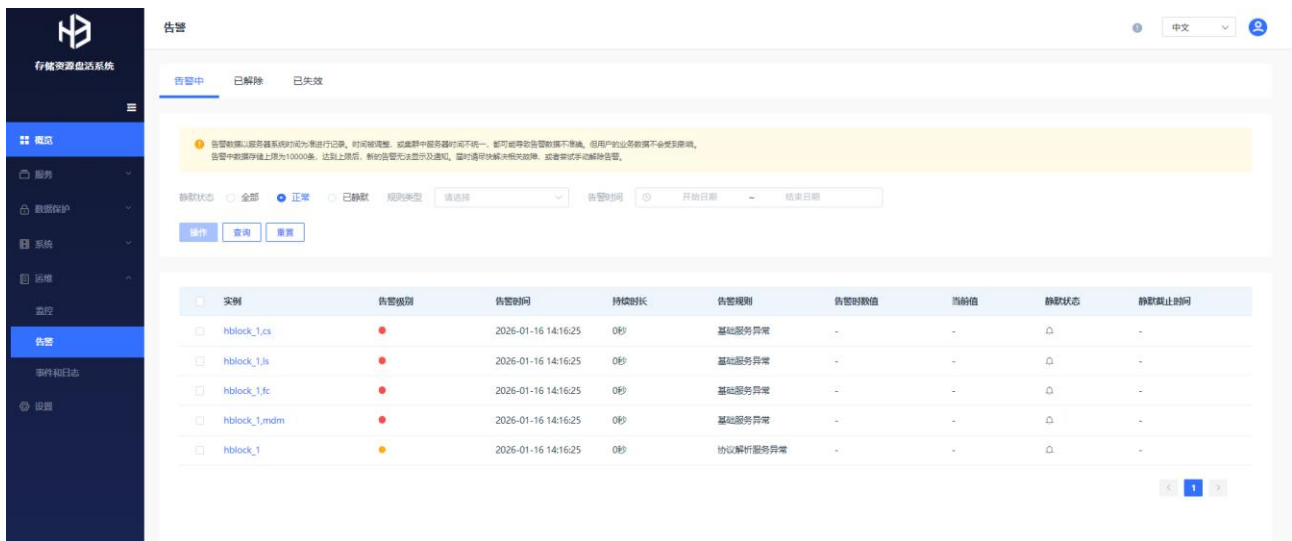 告警
中文
存储资源盘活系统
告警中 已解除 已失效
概览
服务
数据保护
系统
运维
监控
告警
事件和日志
设置
告警数据以服务器系统时间为准进行记录。时间被调整、或集群中服务器时间不统一，都可能导致告警数据不准确，但用户的业务数据不会受到影响。
告警中数据存储上限为10000条，达到上限后，新的告警无法显示及通知。届时请尽快解决相关故障，或者尝试手动解除告警。
静默状态 全部 正常 已静默 规则类型 请选择 告警时间 开始日期 ~ 结束日期
操作 查询 重置
实例 告警级别 告警时间 持续时长 告警规则 告警时数值 当前值 静默状态 静默截止时间
hblock_1,cs 2026-01-16 14:16:25 0秒 基础服务异常 - - -
hblock_1,ls 2026-01-16 14:16:25 0秒 基础服务异常 - - -
hblock_1,fc 2026-01-16 14:16:25 0秒 基础服务异常 - - -
hblock_1,mdm 2026-01-16 14:16:25 0秒 基础服务异常 - - -
hblock_1 2026-01-16 14:16:25 0秒 协议解析服务异常 - - -
< 1 >